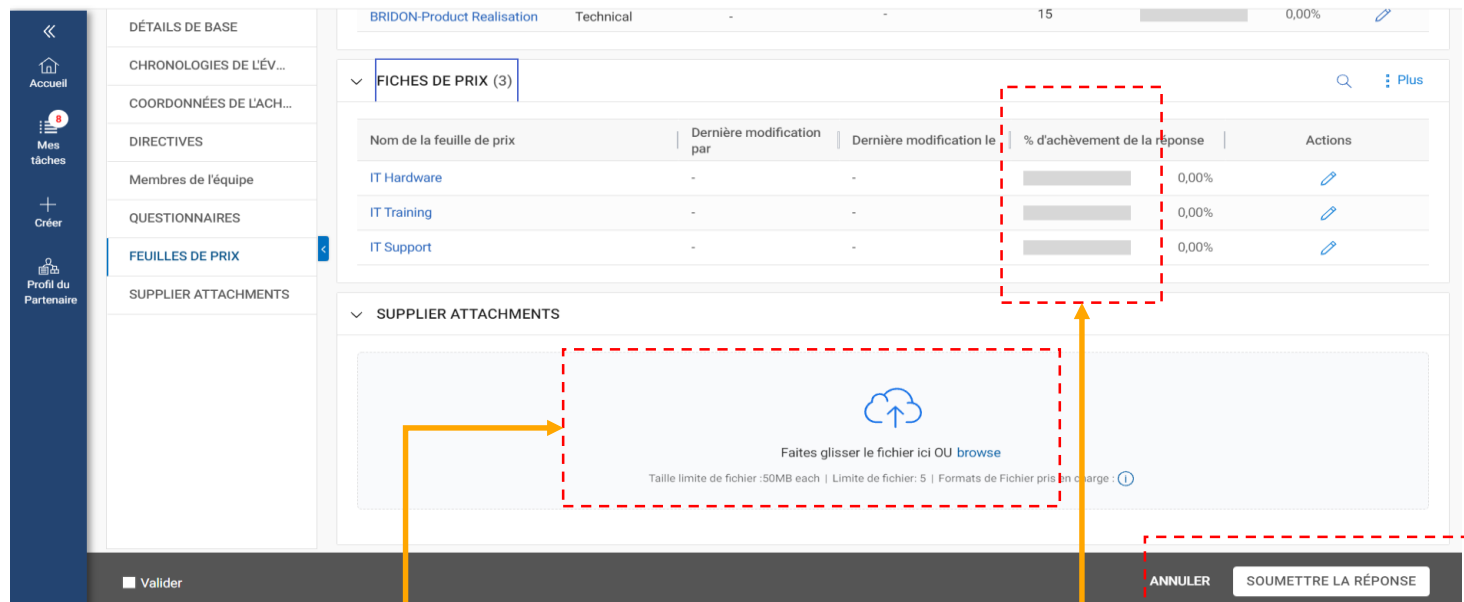 «
Accueil
8
Mes
tâches
Créer
Profil du
Partenaire
DÉTAILS DE BASE
CHRONOLOGIES DE L'ÉV...
COORDONNÉES DE L'ACH...
DIRECTIVES
Membres de l'équipe
QUESTIONNAIRES
FEUILLES DE PRIX
SUPPLIER ATTACHMENTS
BRIDON-Product Realisation Technical - - 15 0,00%
FICHES DE PRIX (3) Plus
Nom de la feuille de prix Dernière modification par Dernière modification le % d'achèvement de la réponse Actions
IT Hardware - - 0,00%
IT Training - - 0,00%
IT Support - - 0,00%
SUPPLIER ATTACHMENTS
Faites glisser le fichier ici OU browse
Taille limite de fichier :50MB each | Limite de fichier: 5 | Formats de Fichier pris en charge :
Valider ANNULER SOUMETTRE LA RÉPONSE